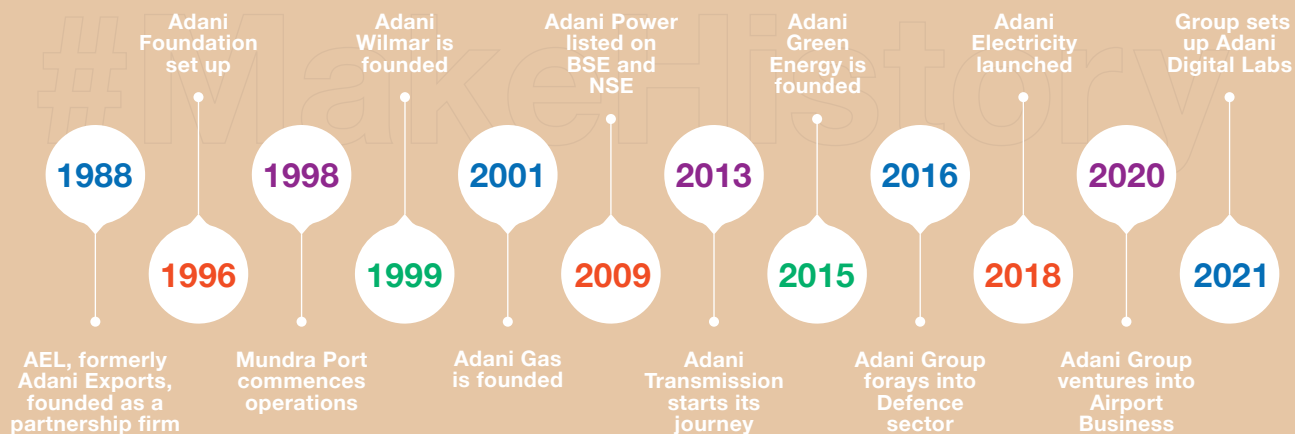 #MakeHistory
Adani
Foundation
set up
Adani
Wilmar is
founded
Adani Power
listed on
BSE and
NSE
Adani
Green
Energy is
founded
Adani
Electricity
launched
Group sets
up Adani
Digital Labs
1988
1998
2001
2013
2016
2020
1996
1999
2009
2015
2018
2021
AEL, formerly
Adani Exports,
founded as a
partnership firm
Mundra Port
commences
operations
Adani Gas
is founded
Adani
Transmission
starts its
journey
Adani Group
forays into
Defence
sector
Adani Group
ventures into
Airport
Business